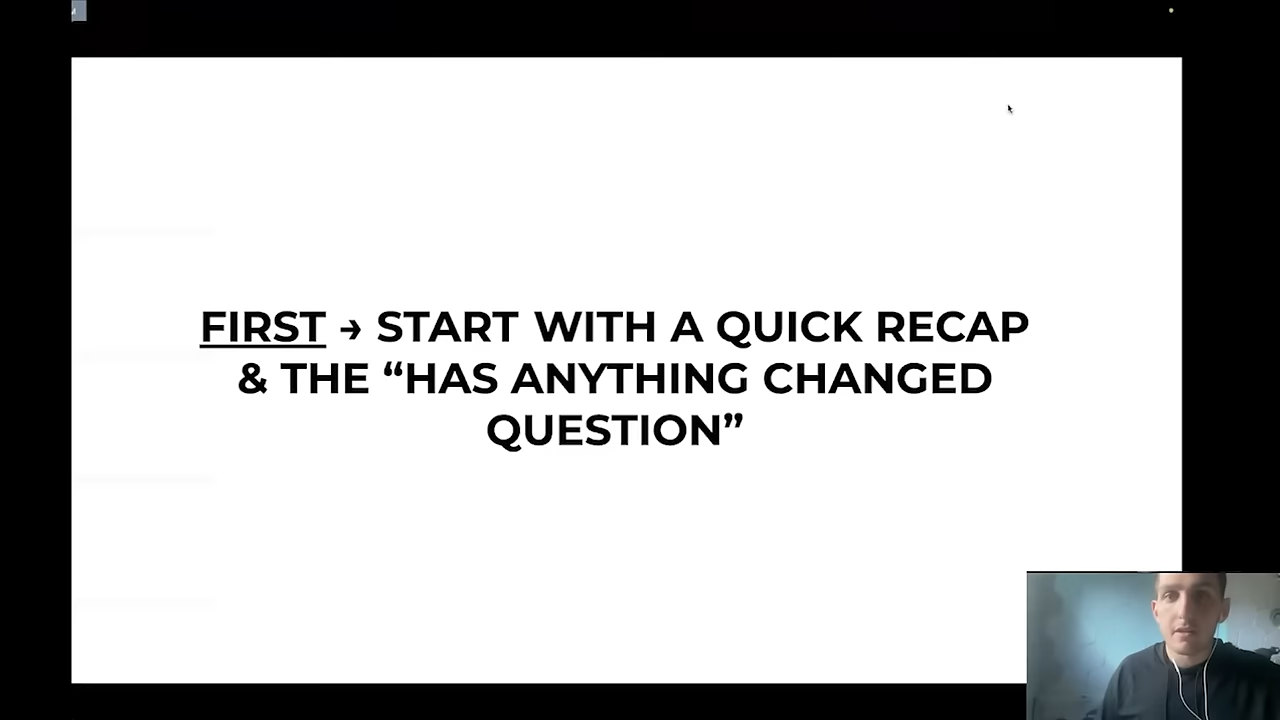 FIRST → START WITH A QUICK RECAP
& THE “HAS ANYTHING CHANGED
QUESTION”